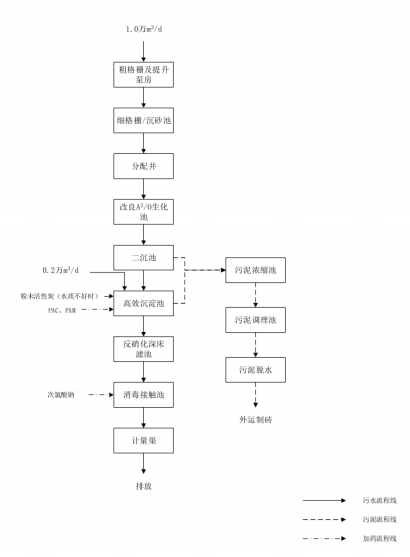 1.0万m³/d
粗格栅及提升
泵房
细格栅/沉砂池
分配井
改良A²/O生化
池
二沉池
0.2万m³/d
污泥浓缩池
粉末活性炭（水质不好时）
高效沉淀池
PAC、PAM
污泥调理池
反硝化深床
滤池
污泥脱水
次氯酸钠
消毒接触池
外运制砖
计量渠
排放
污水流程线
污泥流程线
加药流程线